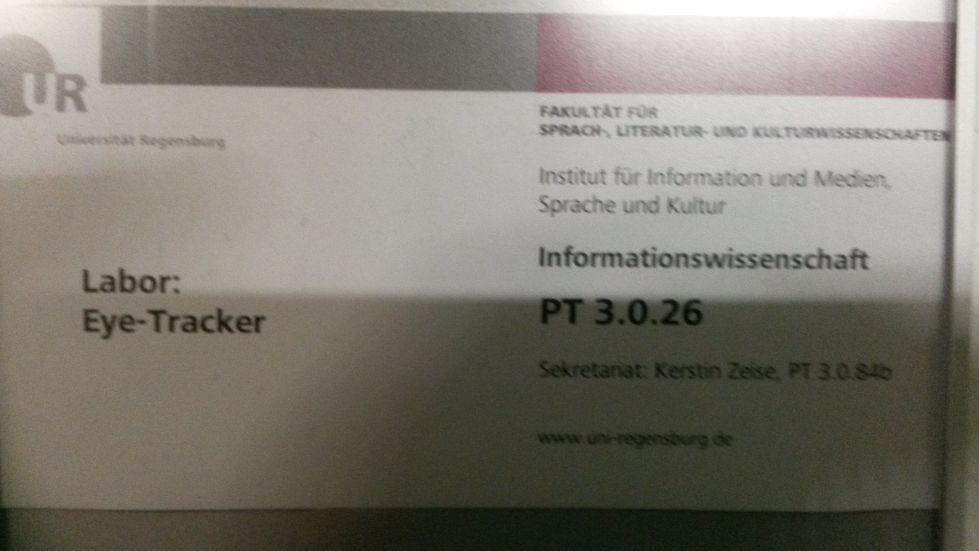 UR
Universität Regensburg
FAKULTÄT FÜR
SPRACH-, LITERATUR- UND KULTURWISSENSCHAFTEN
Institut für Information und Medien,
Sprache und Kultur
Informationswissenschaft
Labor:
Eye-Tracker
PT 3.0.26
Sekretariat: Kerstin Zeise, PT 3.0.84b
www.uni-regensburg.de